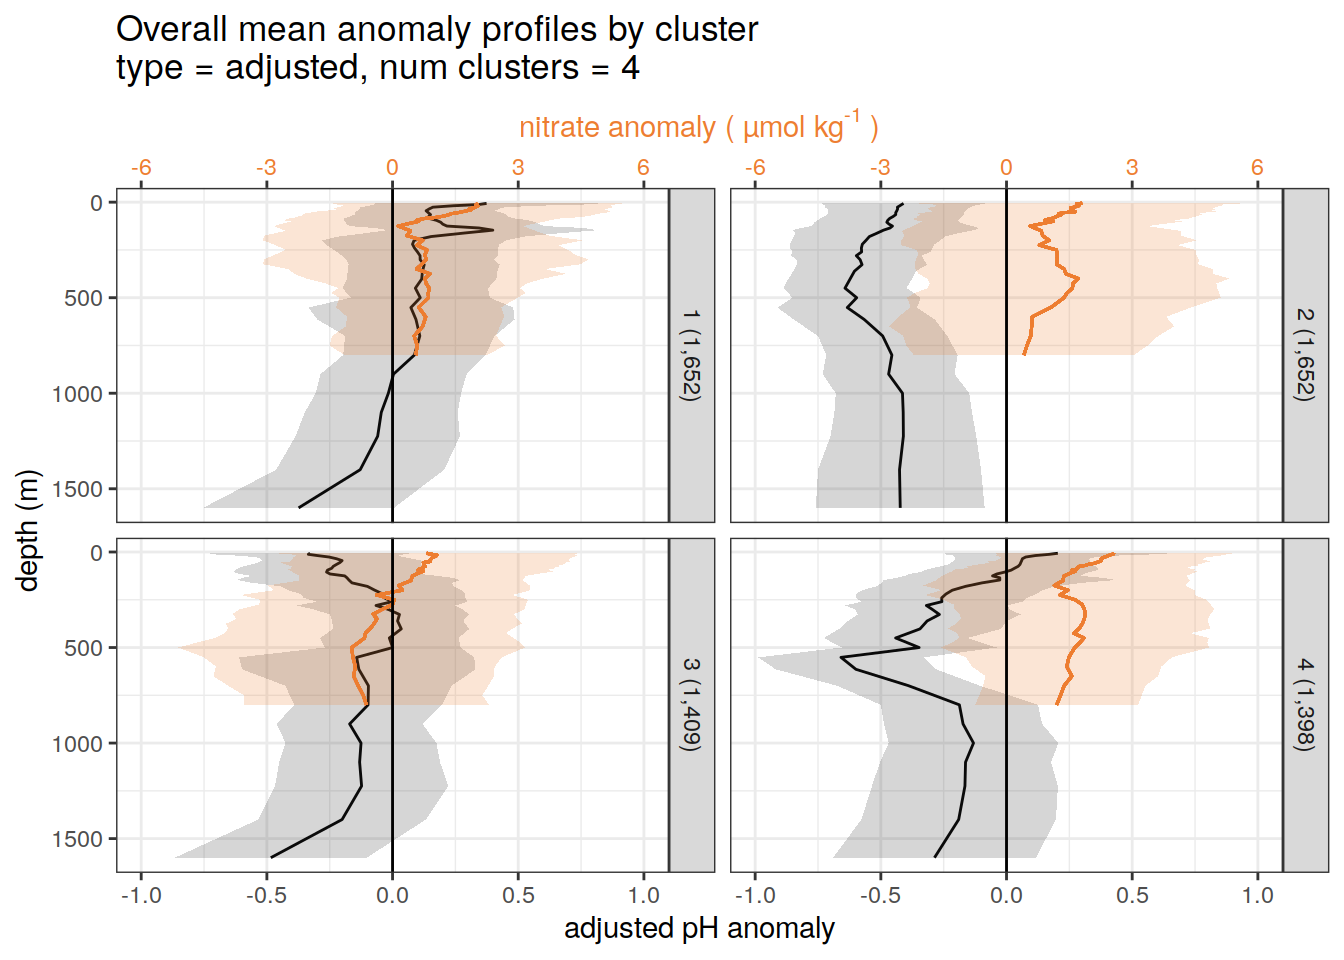 Overall mean anomaly profiles by cluster
type = adjusted, num clusters = 4
nitrate anomaly ( µmol kg⁻¹ )
-6 -3 0 3 6 -6 -3 0 3 6
0
500
1000
1500
1 (1,652)
2 (1,652)
depth (m)
0
500
1000
1500
3 (1,409)
4 (1,398)
-1.0 -0.5 0.0 0.5 1.0 -1.0 -0.5 0.0 0.5 1.0
adjusted pH anomaly